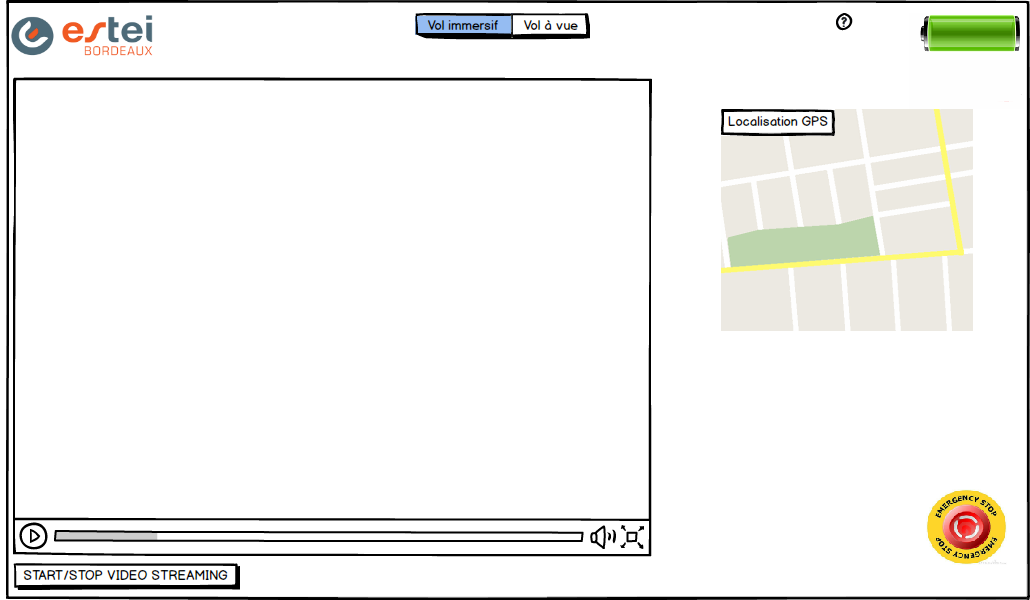 estei
BORDEAUX
Vol immersif
Vol à vue
?
Localisation GPS
EMERGENCY STOP
EMERGENCY STOP
START/STOP VIDEO STREAMING